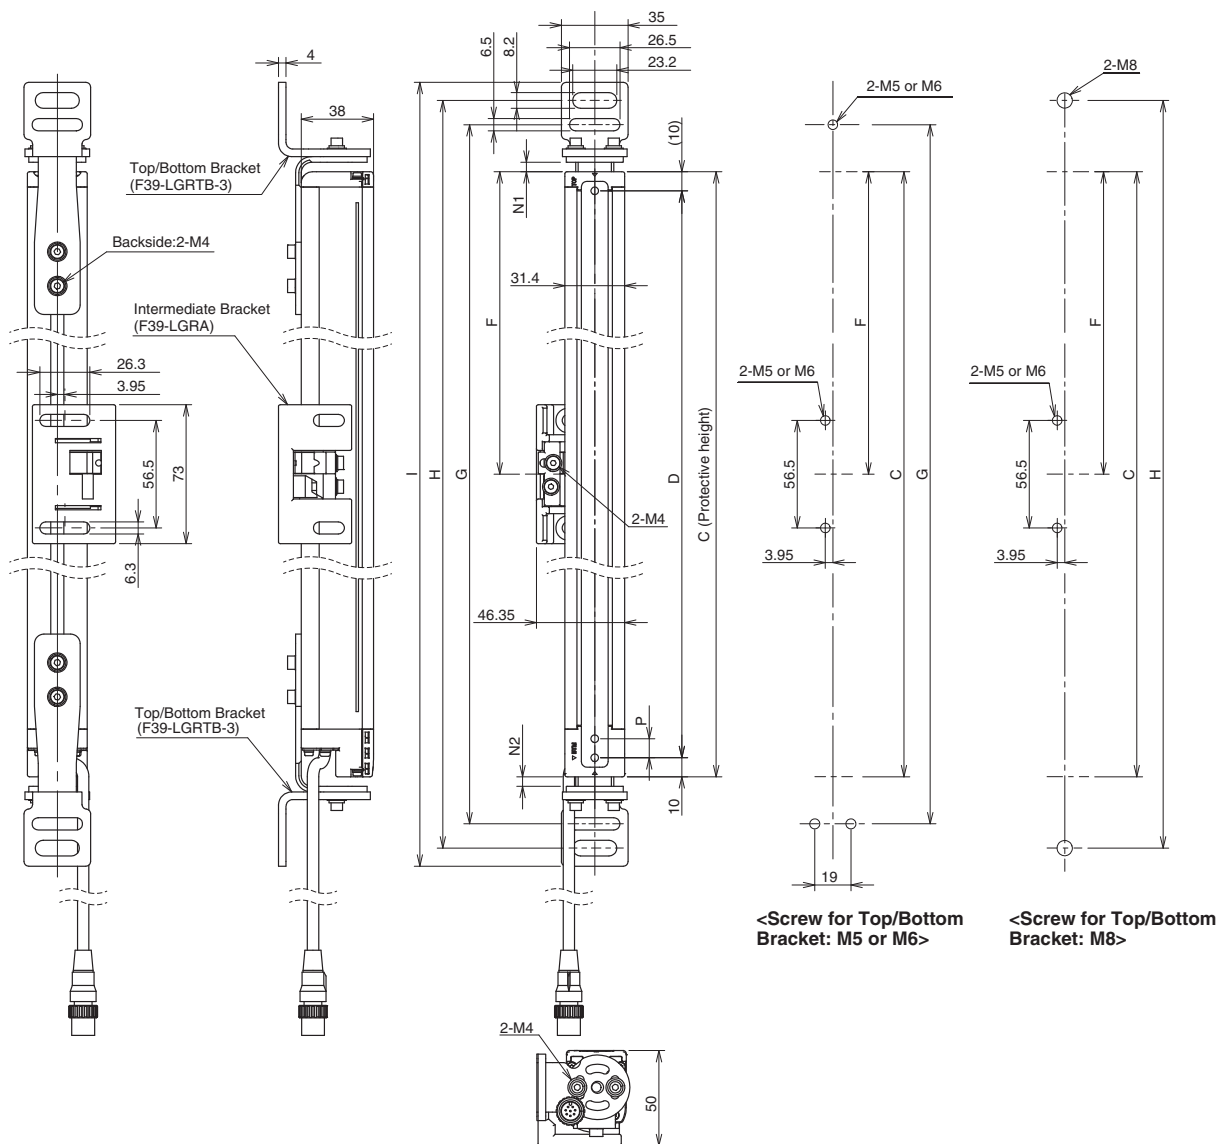 35
26.5
23.2
6.5
8.2
4
38
(10)
2-M5 or M6
2-M8
Top/Bottom Bracket
(F39-LGRTB-3)
N1
Backside:2-M4
31.4
Intermediate Bracket
(F39-LGRA)
F
F
F
26.3
3.95
2-M5 or M6
2-M5 or M6
56.5
73
6.3
I
H
G
D
C (Protective height)
2-M4
56.5
C
G
56.5
C
H
3.95
3.95
46.35
Top/Bottom Bracket
(F39-LGRTB-3)
N2
P
10
19
<Screw for Top/Bottom
Bracket: M5 or M6>
<Screw for Top/Bottom
Bracket: M8>
2-M4
50